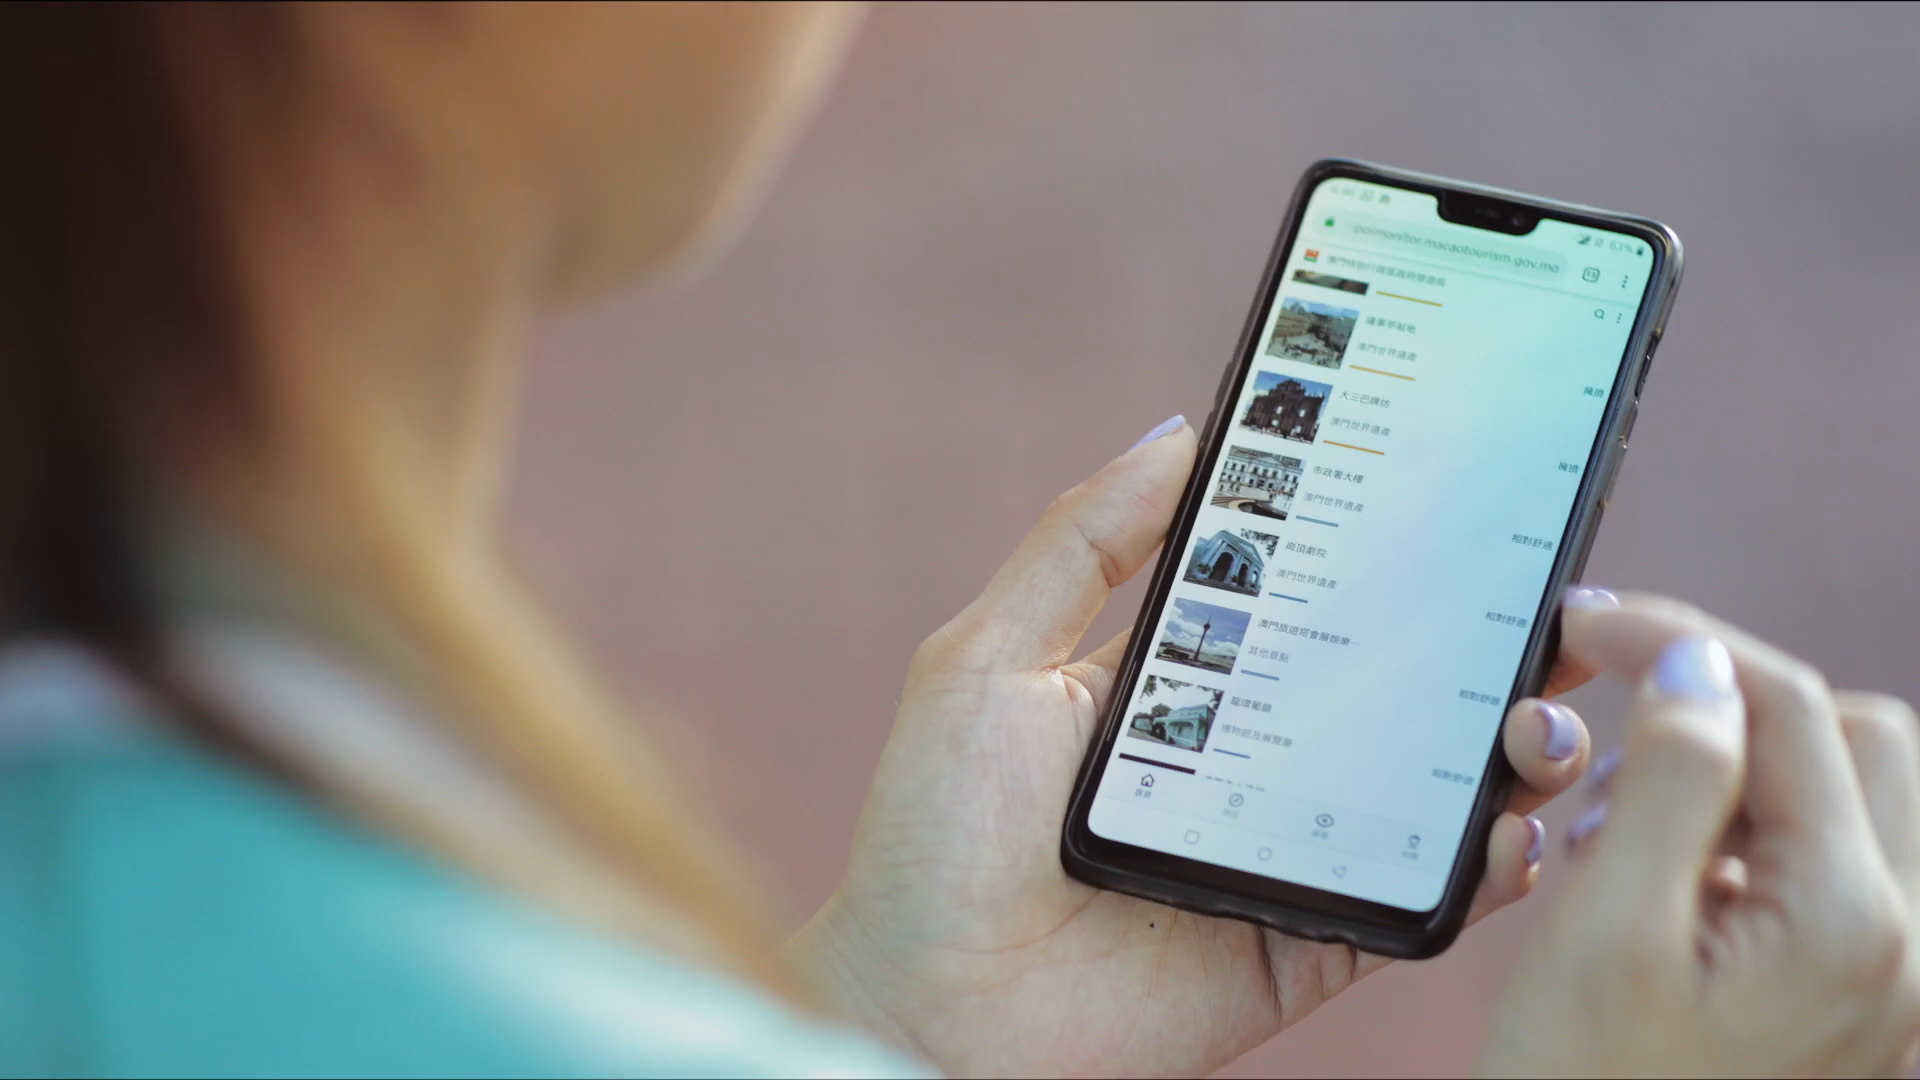 63%
poimonitor.macaotourism.gov.mo
澳門特別行政區政府旅遊局
議事亭前地
澳門世界遺產
擁擠
大三巴牌坊
澳門世界遺產
擁擠
市政署大樓
澳門世界遺產
相對舒適
崗頂劇院
澳門世界遺產
相對舒適
澳門旅遊塔會展娛樂…
其他景點
相對舒適
龍環葡韻
博物館及展覽廳
相對舒適
首頁